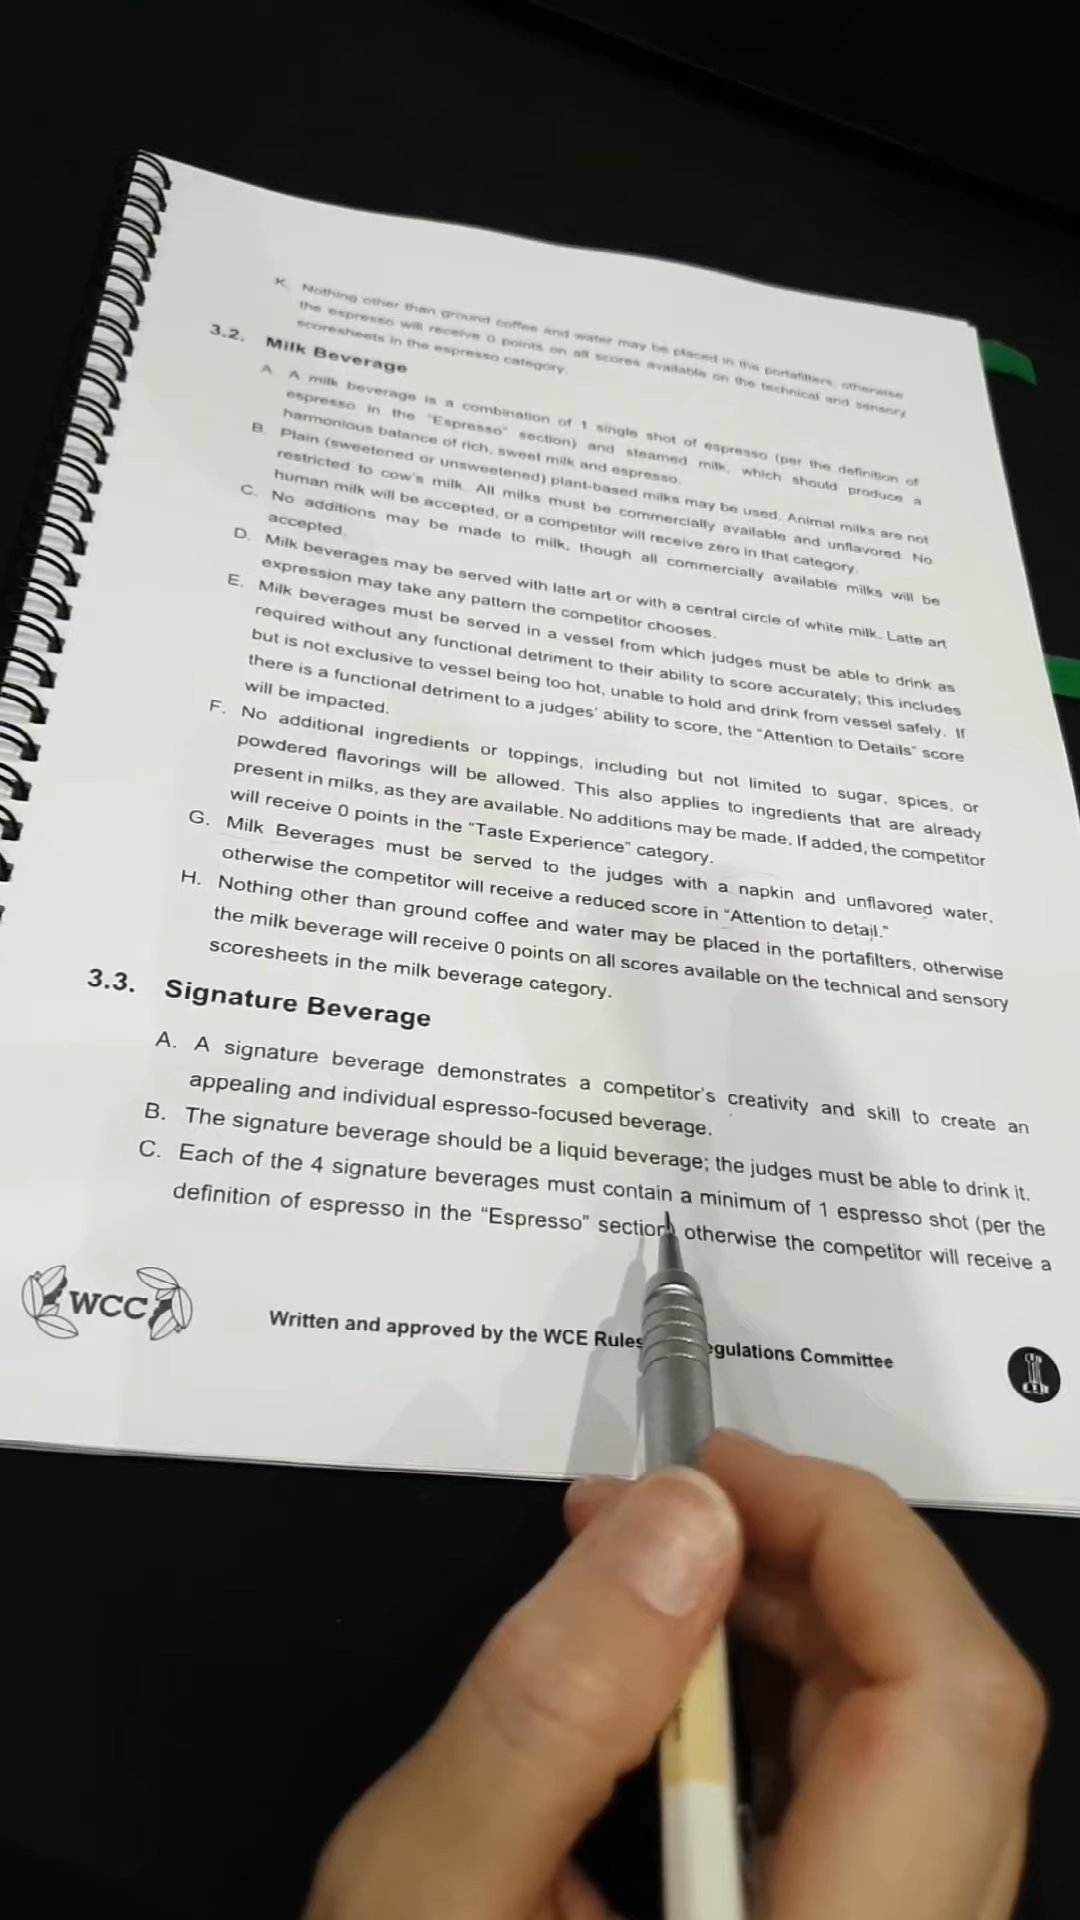 K. Nothing other than ground coffee and water may be placed in the portafilters, otherwise
the espresso will receive 0 points on all scores available on the technical and sensory
scoresheets in the espresso category.
3.2. Milk Beverage
A. A milk beverage is a combination of 1 single shot of espresso (per the definition of
espresso in the "Espresso" section) and steamed milk, which should produce a
harmonious balance of rich, sweet milk and espresso.
B. Plain (sweetened or unsweetened) plant-based milks may be used. Animal milks are not
restricted to cow's milk. All milks must be commercially available and unflavored. No
human milk will be accepted, or a competitor will receive zero in that category.
C. No additions may be made to milk, though all commercially available milks will be
accepted.
D. Milk beverages may be served with latte art or with a central circle of white milk. Latte art
expression may take any pattern the competitor chooses.
E. Milk beverages must be served in a vessel from which judges must be able to drink as
required without any functional detriment to their ability to score accurately; this includes
but is not exclusive to vessel being too hot, unable to hold and drink from vessel safely. If
there is a functional detriment to a judges' ability to score, the "Attention to Details" score
will be impacted.
F. No additional ingredients or toppings, including but not limited to sugar, spices, or
powdered flavorings will be allowed. This also applies to ingredients that are already
present in milks, as they are available. No additions may be made. If added, the competitor
will receive 0 points in the "Taste Experience" category.
G. Milk Beverages must be served to the judges with a napkin and unflavored water,
otherwise the competitor will receive a reduced score in "Attention to detail."
H. Nothing other than ground coffee and water may be placed in the portafilters, otherwise
the milk beverage will receive 0 points on all scores available on the technical and sensory
scoresheets in the milk beverage category.
3.3. Signature Beverage
A. A signature beverage demonstrates a competitor's creativity and skill to create an
appealing and individual espresso-focused beverage.
B. The signature beverage should be a liquid beverage; the judges must be able to drink it.
C. Each of the 4 signature beverages must contain a minimum of 1 espresso shot (per the
definition of espresso in the "Espresso" section) otherwise the competitor will receive a
WCC
Written and approved by the WCE Rules gulations Committee